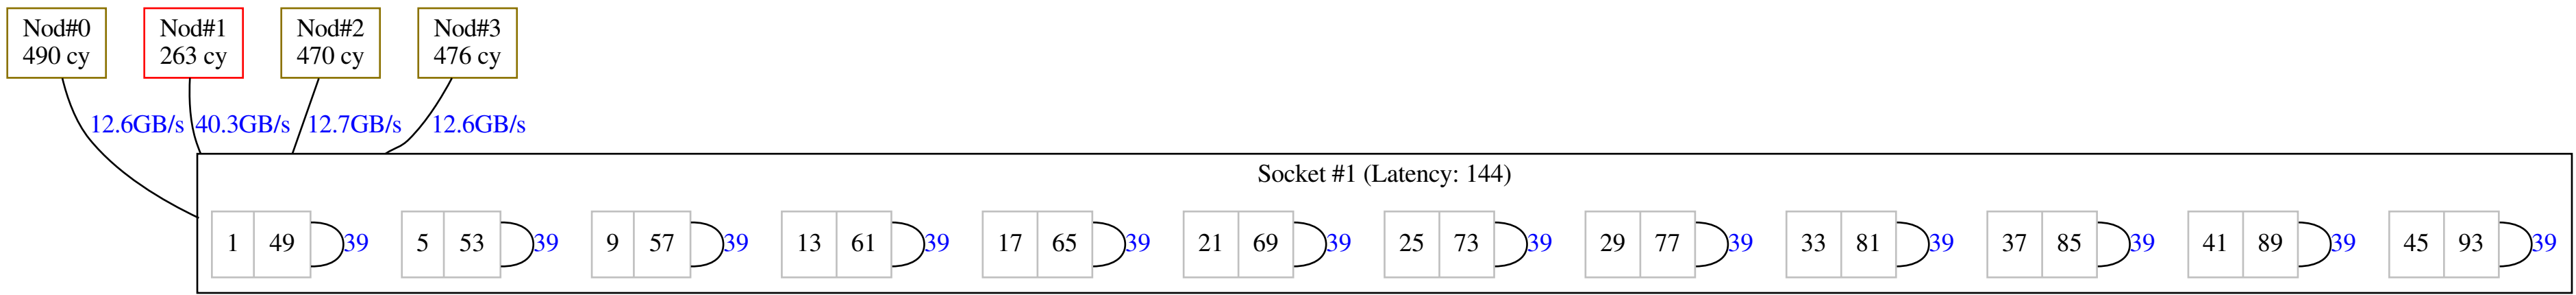 Nod#0 Nod#1 Nod#2 Nod#3
490 cy 263 cy 470 cy 476 cy
12.6GB/s 40.3GB/s 12.7GB/s 12.6GB/s
Socket #1 (Latency: 144)
1 49 39 5 53 39 9 57 39 13 61 39 17 65 39 21 69 39 25 73 39 29 77 39 33 81 39 37 85 39 41 89 39 45 93 39